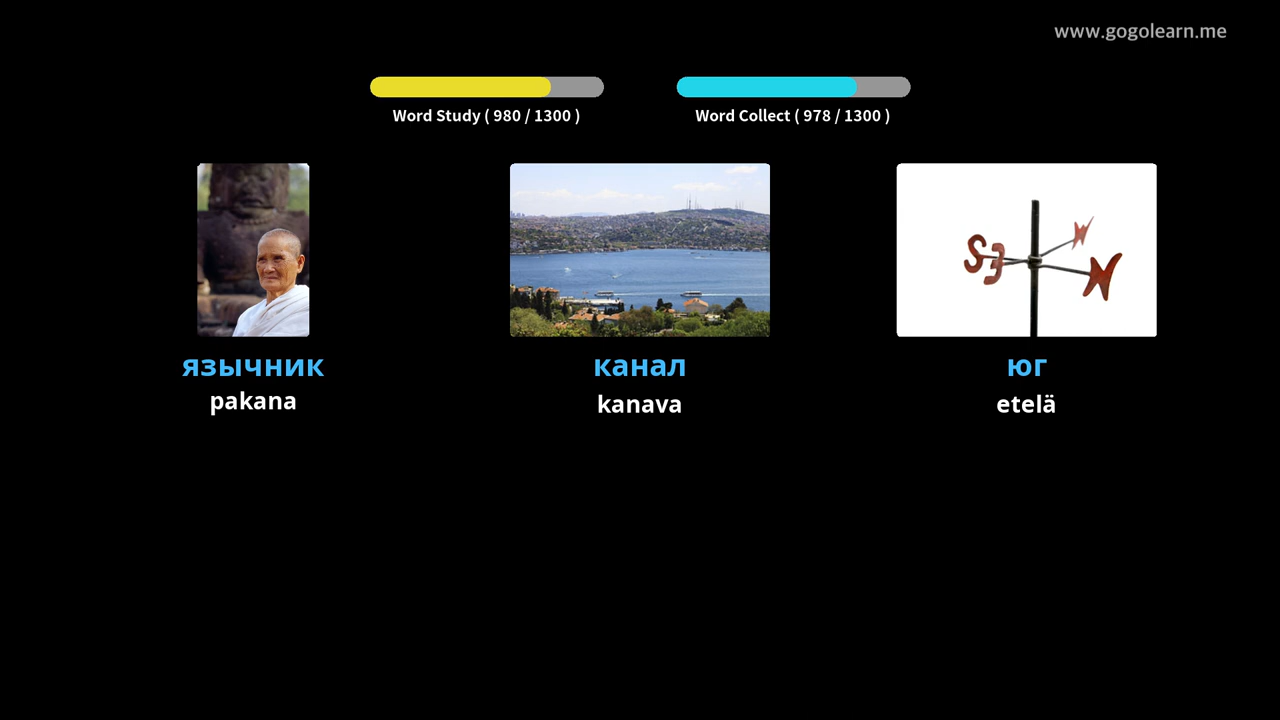 www.gogolearn.me
Word Study ( 980 / 1300 )
Word Collect ( 978 / 1300 )
S
E
N
W
язычник
канал
юг
pakana
kanava
etelä